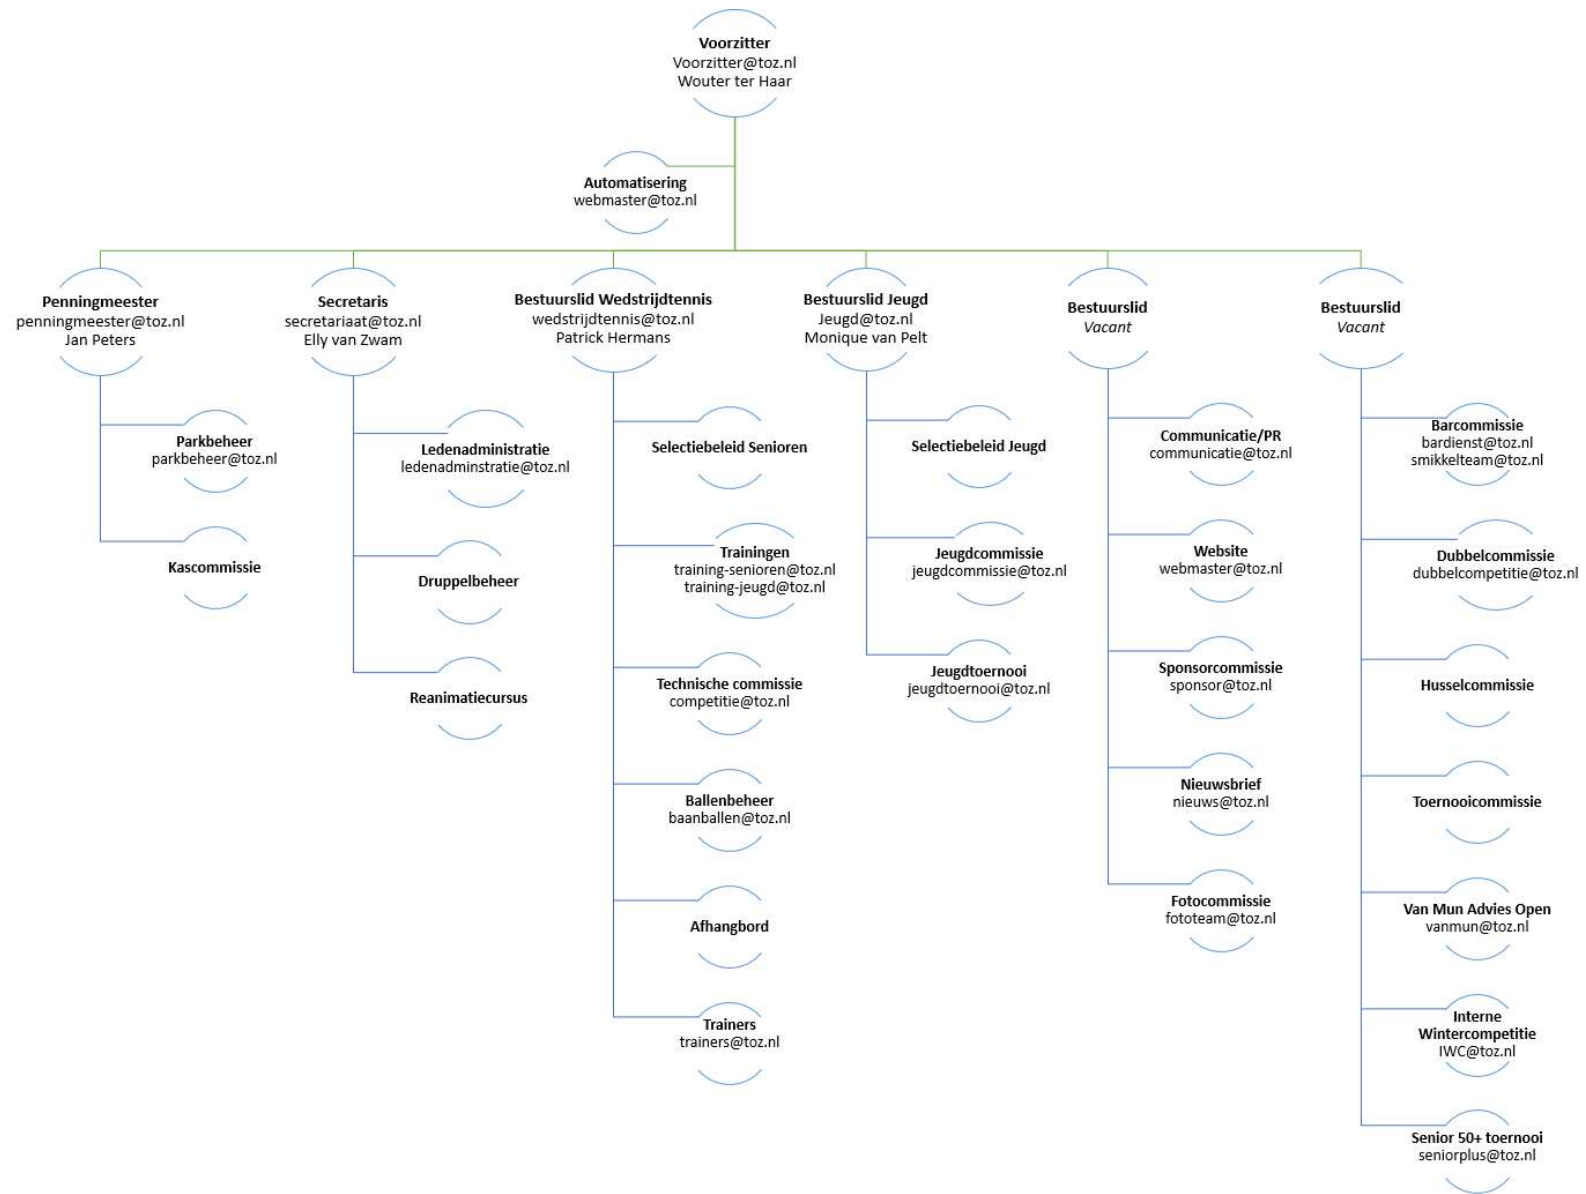 Voorzitter
Voorzitter@toz.nl
Wouter ter Haar
Automatisering
webmaster@toz.nl
Penningmeester
penningmeester@toz.nl
Jan Peters
Parkbeheer
parkbeheer@toz.nl
Kascommissie
Secretaris
secretariaat@toz.nl
Elly van Zwam
Ledenadministratie
ledenadminstratie@toz.nl
Druppelbeheer
Reanimatiecursus
Bestuurslid Wedstrijdtennis
wedstrijdtennis@toz.nl
Patrick Hermans
Selectiebeleid Senioren
Trainingen
training-senioren@toz.nl
training-jeugd@toz.nl
Technische commissie
competitie@toz.nl
Ballenbeheer
baanballen@toz.nl
Afhangbord
Trainers
trainers@toz.nl
Bestuurslid Jeugd
Jeugd@toz.nl
Monique van Pelt
Selectiebeleid Jeugd
Jeugdcommissie
jeugdcommissie@toz.nl
Jeugdtoernooi
jeugdtoernooi@toz.nl
Bestuurslid
Vacant
Communicatie/PR
communicatie@toz.nl
Website
webmaster@toz.nl
Sponsorcommissie
sponsor@toz.nl
Nieuwsbrief
nieuws@toz.nl
Fotocommissie
fototeam@toz.nl
Bestuurslid
Vacant
Barcommissie
bardienst@toz.nl
smikkelteam@toz.nl
Dubbelcommissie
dubbelcompetitie@toz.nl
Husselcommissie
Toernooicommissie
Van Mun Advies Open
vanmun@toz.nl
Interne
Wintercompetitie
IWC@toz.nl
Senior 50+ toernooi
seniorplus@toz.nl